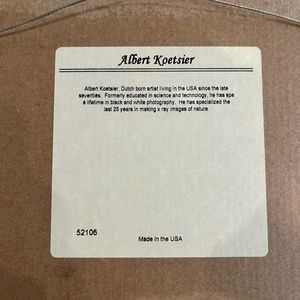 Albert Koetsier
Albert Koetsier, Dutch born artist living in the USA since the late
seventies. Formerly educated in science and technology, he has spe
a lifetime in black and white photography. He has specialized the
last 25 years in making x ray images of nature.
52106
Made in the USA